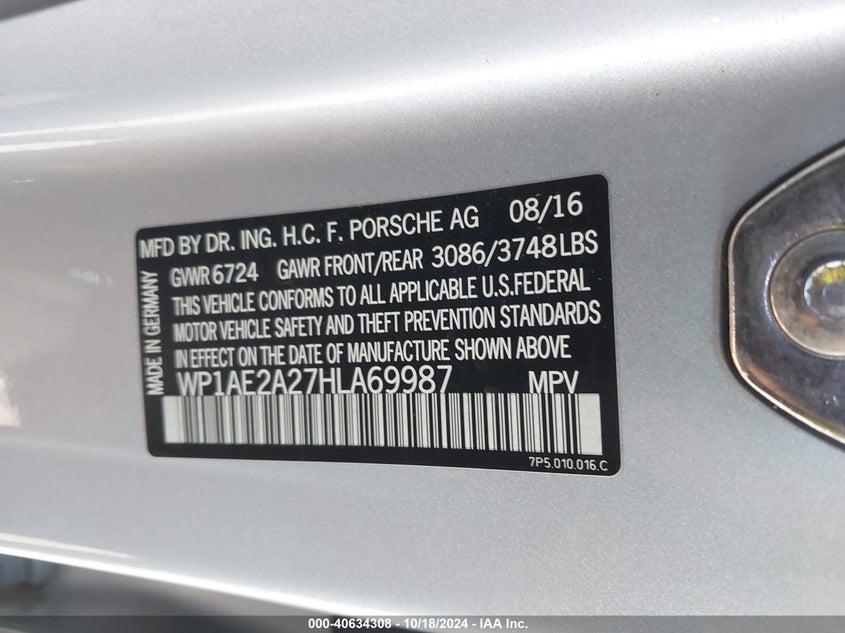 MFD BY DR. ING. H.C. F. PORSCHE AG 08/16
GVWR 6724 GAWR FRONT/REAR 3086/3748LBS
THIS VEHICLE CONFORMS TO ALL APPLICABLE U.S.FEDERAL
MOTOR VEHICLE SAFETY AND THEFT PREVENTION STANDARDS
IN EFFECT ON THE DATE OF MANUFACTURE SHOWN ABOVE
WP1AE2A27HLA69987 MPV
MADE IN GERMANY
7P5.010.016.C
000-40634308 - 10/18/2024 - IAA Inc.